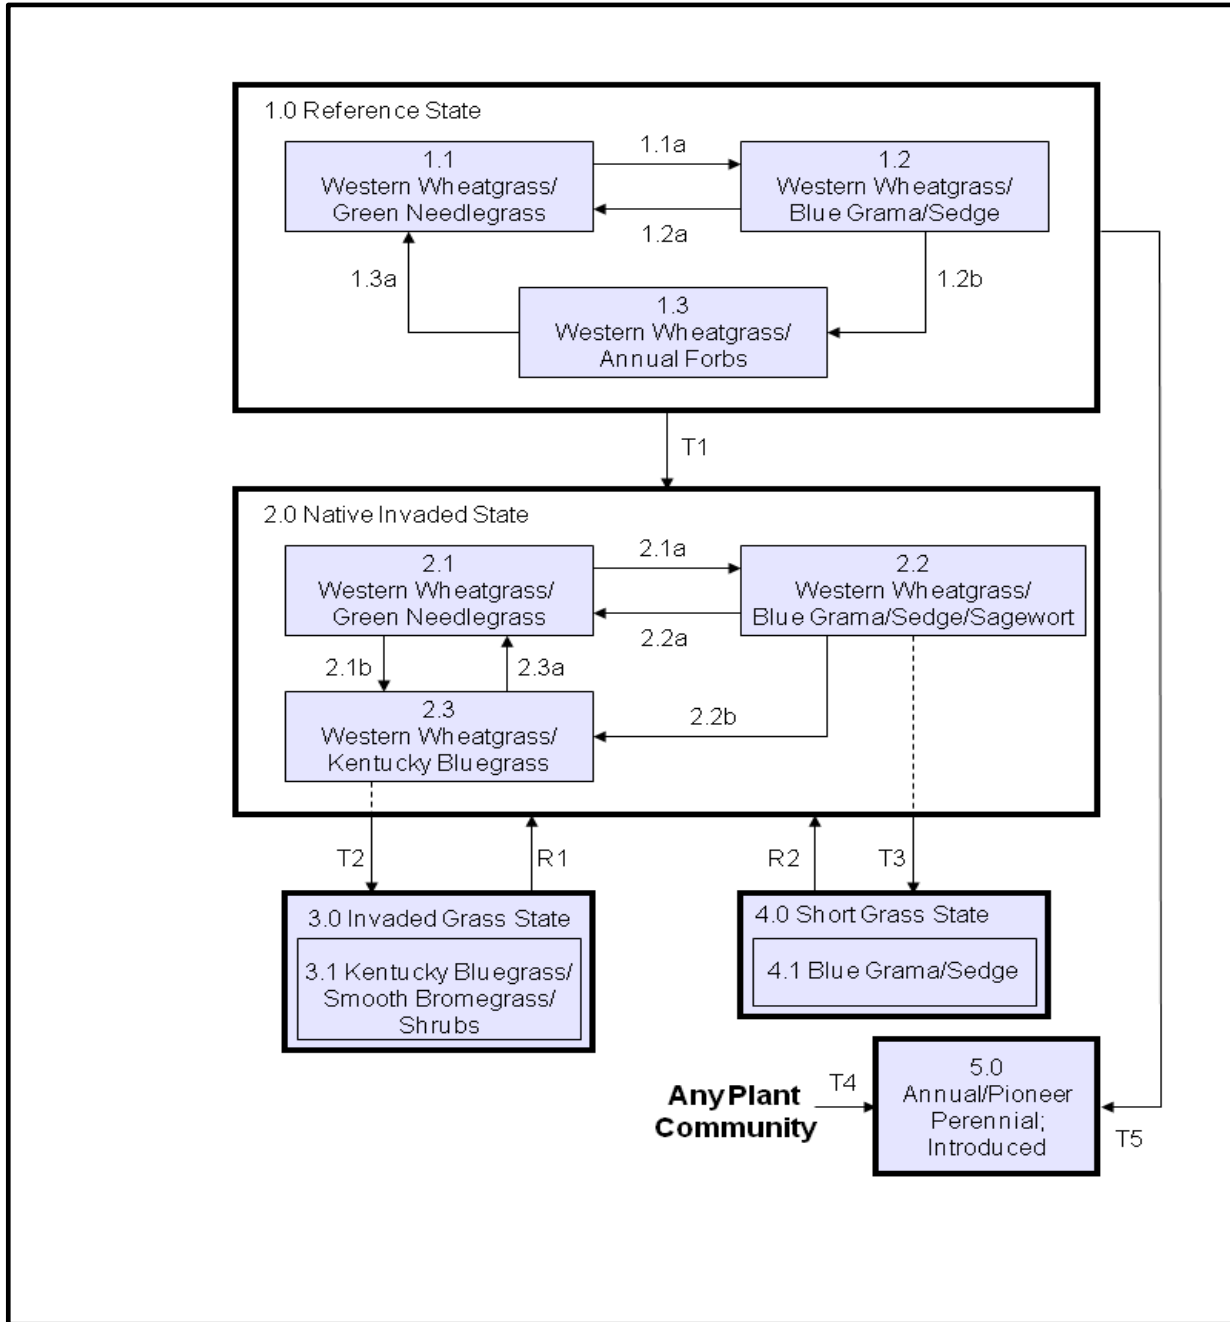 1.0 Reference State
1.1
Western Wheatgrass/
Green Needlegrass
1.1a
1.2
Western Wheatgrass/
Blue Grama/Sedge
1.2a
1.3a
1.2b
1.3
Western Wheatgrass/
Annual Forbs
T1
2.0 Native Invaded State
2.1
Western Wheatgrass/
Green Needlegrass
2.1a
2.2
Western Wheatgrass/
Blue Grama/Sedge/Sagewort
2.2a
2.1b
2.3a
2.3
Western Wheatgrass/
Kentucky Bluegrass
2.2b
T2
R1
R2
T3
3.0 Invaded Grass State
3.1 Kentucky Bluegrass/
Smooth Bromegrass/
Shrubs
4.0 Short Grass State
4.1 Blue Grama/Sedge
Any Plant
Community
T4
5.0
Annual/Pioneer
Perennial;
Introduced
T5